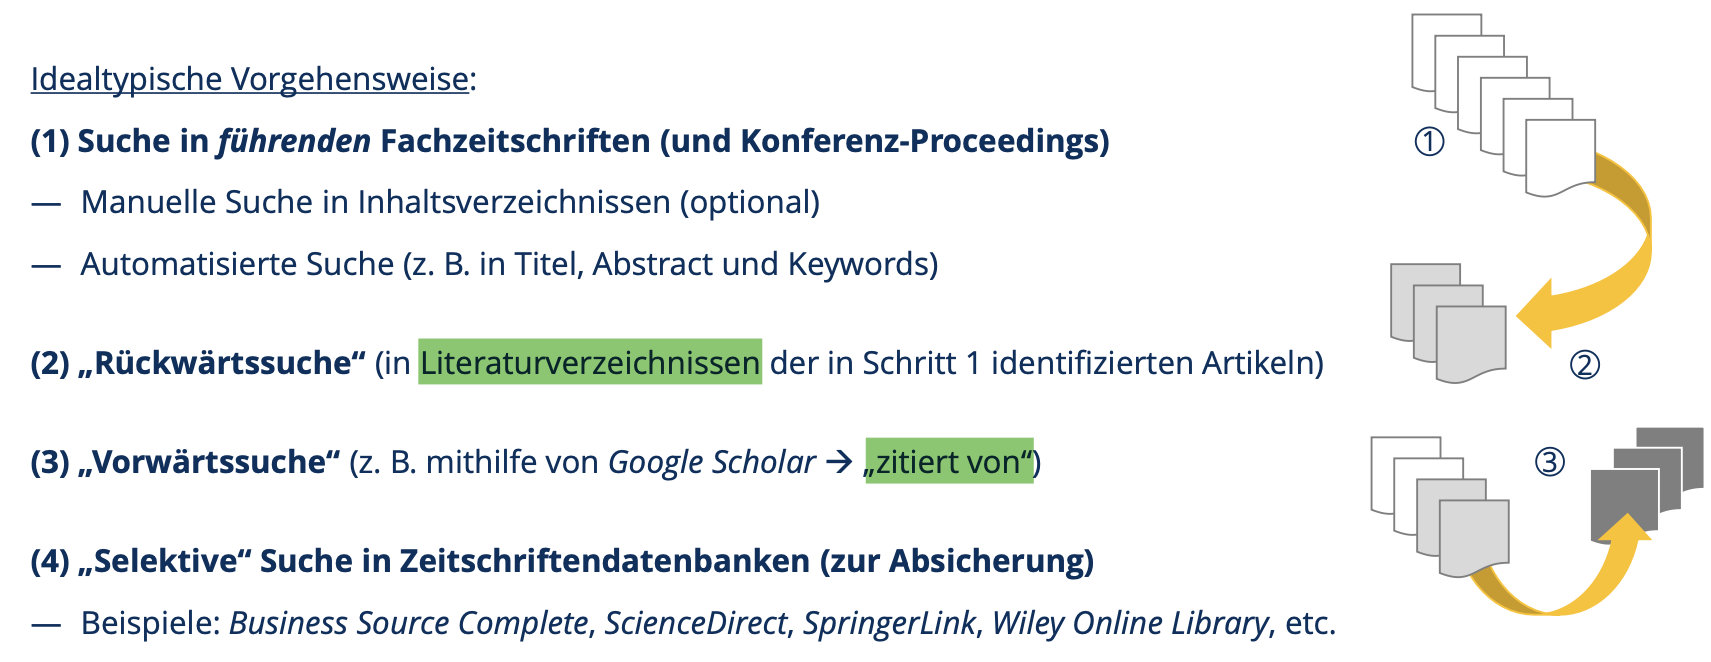 Idealtypische Vorgehensweise:
(1) Suche in führenden Fachzeitschriften (und Konferenz-Proceedings)
— Manuelle Suche in Inhaltsverzeichnissen (optional)
— Automatisierte Suche (z. B. in Titel, Abstract und Keywords)
(2) „Rückwärtssuche“ (in Literaturverzeichnissen der in Schritt 1 identifizierten Artikeln)
(3) „Vorwärtssuche“ (z. B. mithilfe von Google Scholar → „zitiert von“)
(4) „Selektive“ Suche in Zeitschriftendatenbanken (zur Absicherung)
— Beispiele: Business Source Complete, ScienceDirect, SpringerLink, Wiley Online Library, etc.
①
②
③